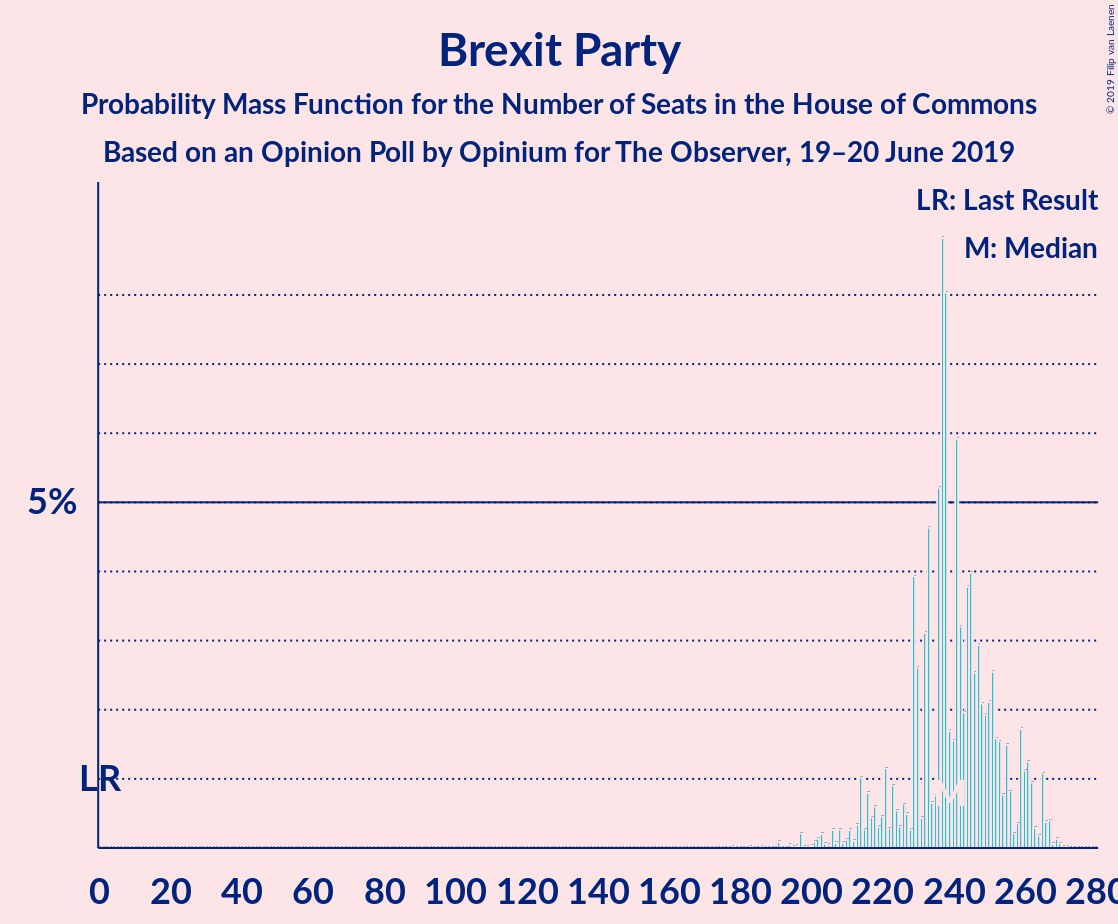 Brexit Party
Probability Mass Function for the Number of Seats in the House of Commons
Based on an Opinion Poll by Opinium for The Observer, 19–20 June 2019
© 2019 Filip van Laenen
LR: Last Result
M: Median
5%
LR
M
0 20 40 60 80 100 120 140 160 180 200 220 240 260 280